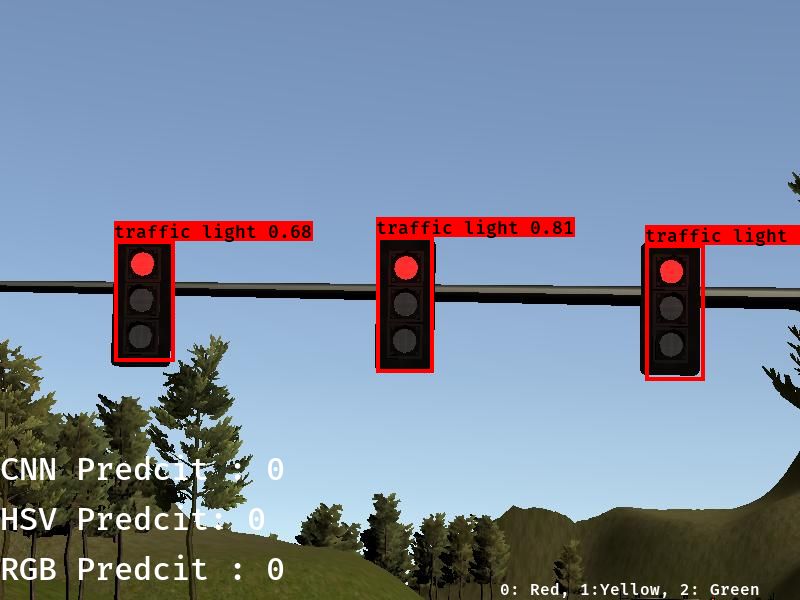 traffic light 0.68
traffic light 0.81
traffic light
CNN Predcit : 0
HSV Predcit: 0
RGB Predcit : 0
0: Red, 1:Yellow, 2: Green